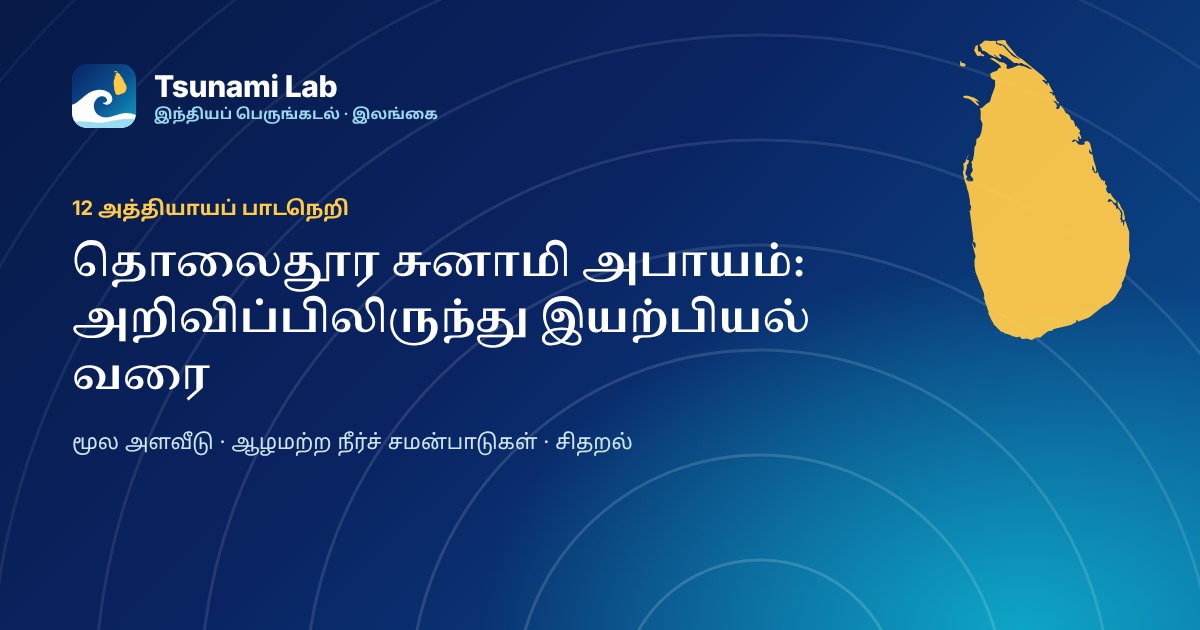 Tsunami Lab
இந்தியப் பெருங்கடல் · இலங்கை
12 அத்தியாயப் பாடநெறி
தொலைதூர சுனாமி அபாயம்:
அறிவிப்பிலிருந்து இயற்பியல்
வரை
மூல அளவீடு · ஆழமற்ற நீர்ச் சமன்பாடுகள் · சிதறல்